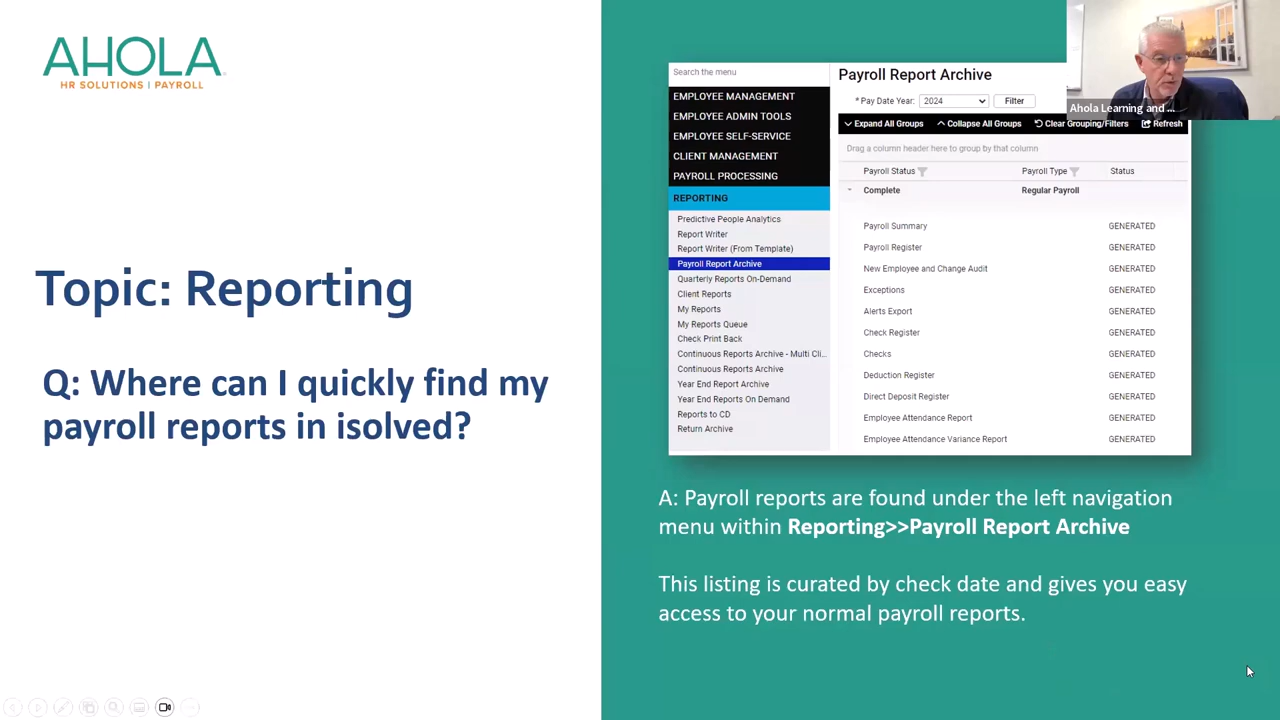 AHOLA
HR SOLUTIONS | PAYROLL
Topic: Reporting
Q: Where can I quickly find my
payroll reports in isolved?
Search the menu
EMPLOYEE MANAGEMENT
EMPLOYEE ADMIN TOOLS
EMPLOYEE SELF-SERVICE
CLIENT MANAGEMENT
PAYROLL PROCESSING
REPORTING
Predictive People Analytics
Report Writer
Report Writer (From Template)
Payroll Report Archive
Quarterly Reports On-Demand
Client Reports
My Reports
My Reports Queue
Check Print Back
Continuous Reports Archive - Multi Cli...
Continuous Reports Archive
Year End Report Archive
Year End Reports On Demand
Reports to CD
Return Archive
Payroll Report Archive
* Pay Date Year: 2024 Filter
Expand All Groups Collapse All Groups Clear Grouping/Filters Refresh
Drag a column header here to group by that column
Payroll Status Payroll Type Status
- Complete Regular Payroll
Payroll Summary GENERATED
Payroll Register GENERATED
New Employee and Change Audit GENERATED
Exceptions GENERATED
Alerts Export GENERATED
Check Register GENERATED
Checks GENERATED
Deduction Register GENERATED
Direct Deposit Register GENERATED
Employee Attendance Report GENERATED
Employee Attendance Variance Report GENERATED
Ahola Learning and ...
A: Payroll reports are found under the left navigation
menu within Reporting>>Payroll Report Archive
This listing is curated by check date and gives you easy
access to your normal payroll reports.